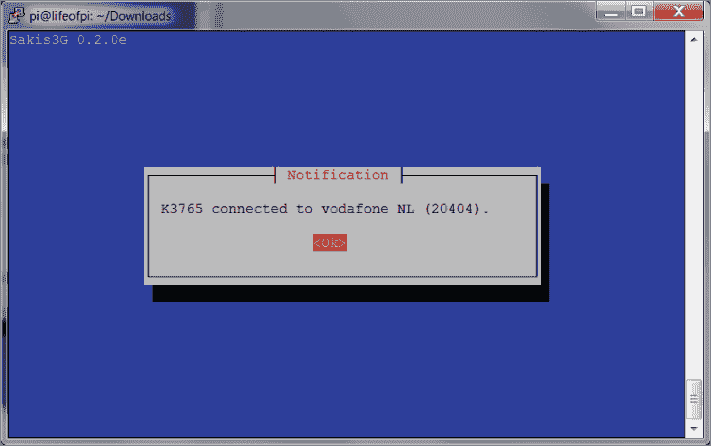 pi@lifeofpi: ~/Downloads
Sakis3G 0.2.0e
Notification
K3765 connected to vodafone NL (20404).
<Ok>